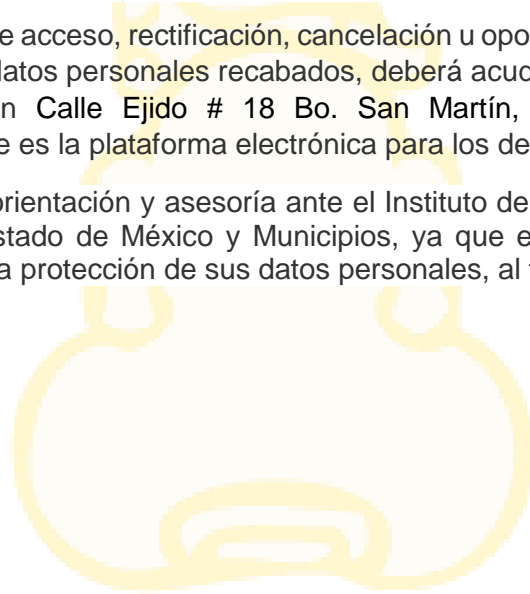 e acceso, rectificación, cancelación u opo
datos personales recabados, deberá acuc
n Calle Ejido # 18 Bo. San Martín,
e es la plataforma electrónica para los de
orientación y asesoría ante el Instituto de
stado de México y Municipios, ya que e
a protección de sus datos personales, al